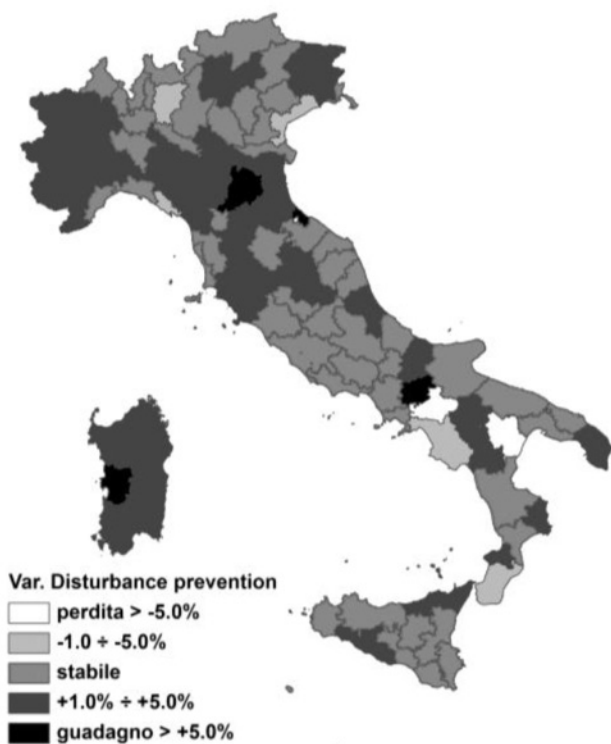 Var. Disturbance prevention
perdita > -5.0%
-1.0 ÷ -5.0%
stabile
+1.0% ÷ +5.0%
guadagno > +5.0%